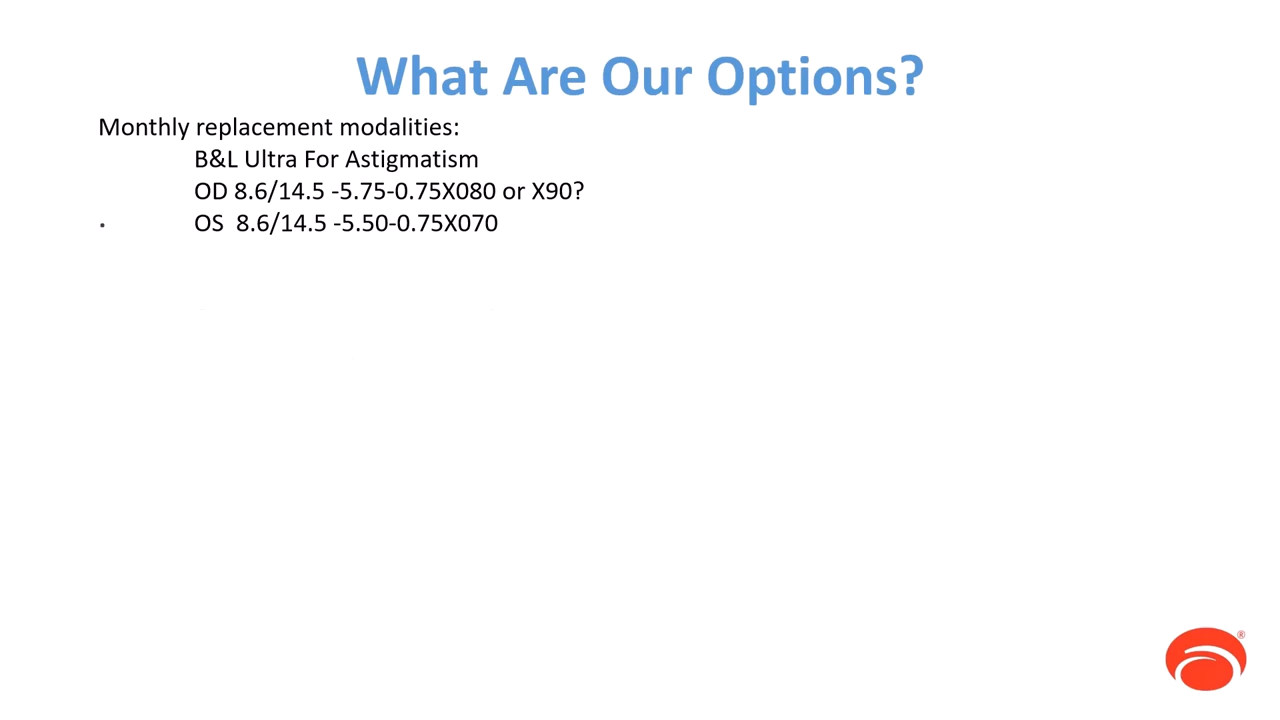 What Are Our Options?
Monthly replacement modalities:
B&L Ultra For Astigmatism
OD 8.6/14.5 -5.75-0.75X080 or X90?
OS  8.6/14.5 -5.50-0.75X070
®